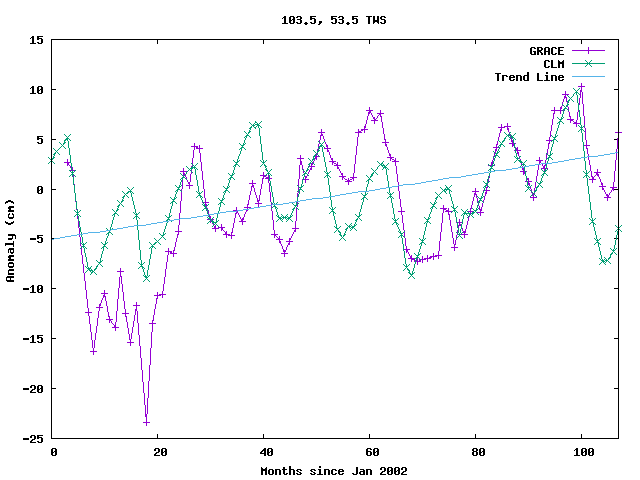 103.5, 53.5 TWS
GRACE
CLM
Trend Line
15
10
5
0
-5
-10
-15
-20
-25
Anomaly (cm)
0 20 40 60 80 100
Months since Jan 2002